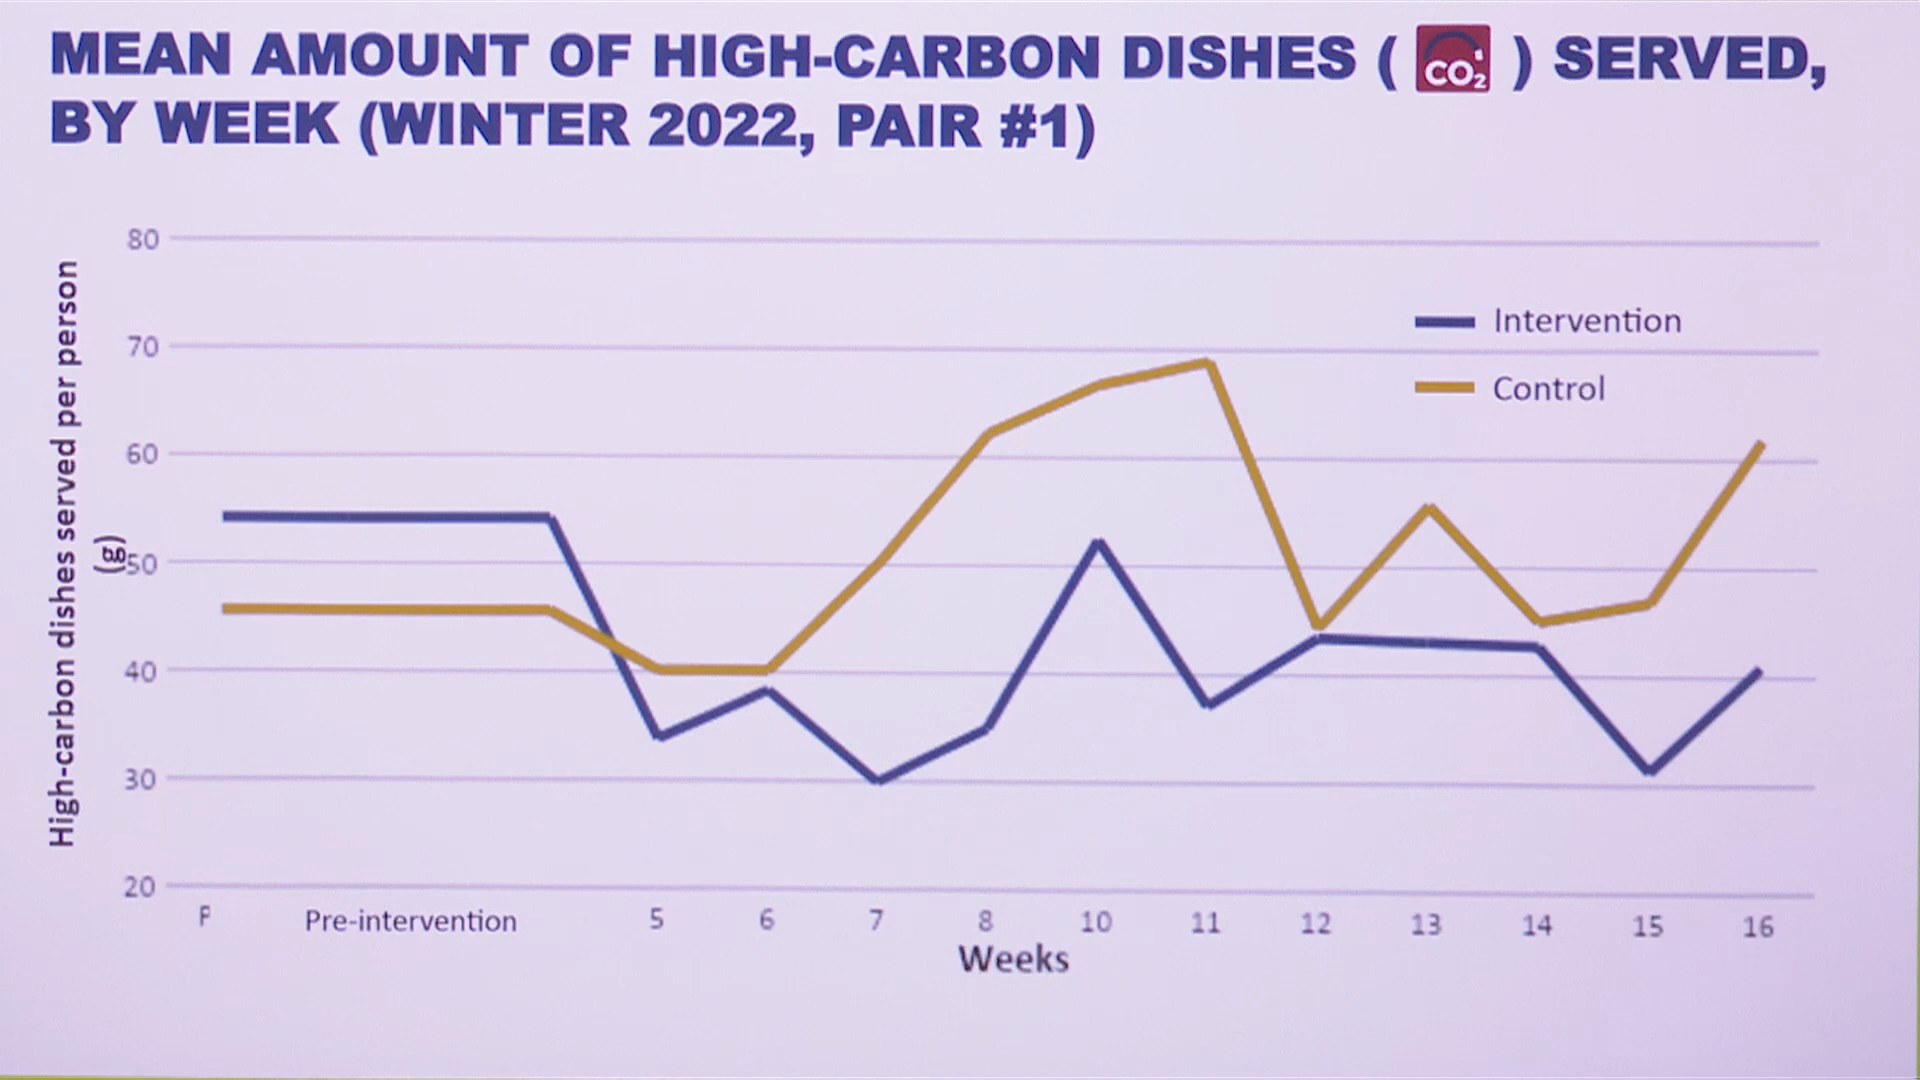 MEAN AMOUNT OF HIGH-CARBON DISHES ( CO₂ ) SERVED,
BY WEEK (WINTER 2022, PAIR #1)
High-carbon dishes served per person
(g)
80
70
60
50
40
30
20
Intervention
Control
P Pre-intervention 5 6 7 8 10 11 12 13 14 15 16
Weeks